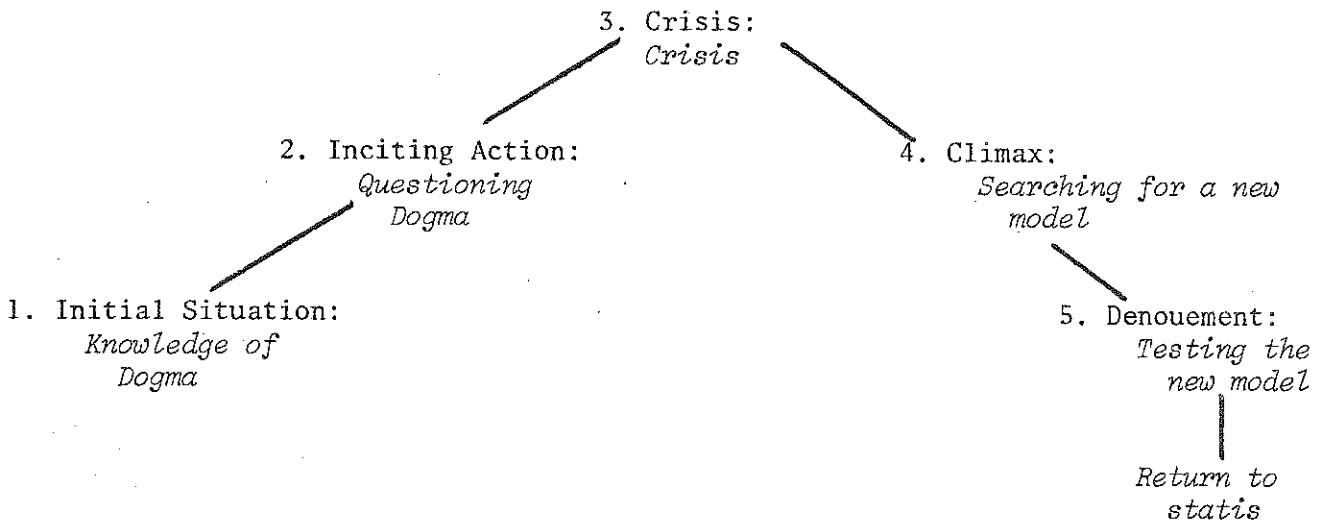 3. Crisis:
Crisis
2. Inciting Action:
Questioning
Dogma
4. Climax:
Searching for a new
model
1. Initial Situation:
Knowledge of
Dogma
5. Denouement:
Testing the
new model
Return to
statis